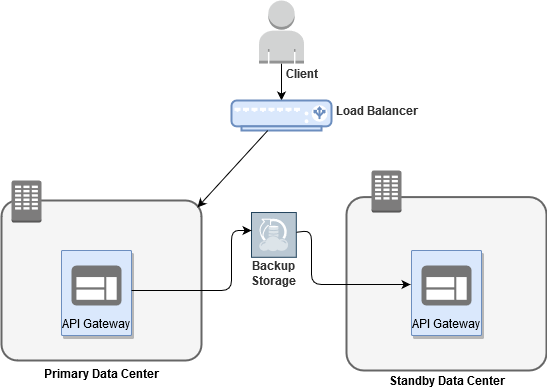 Client
Load Balancer
Backup
Storage
API Gateway
API Gateway
Primary Data Center
Standby Data Center